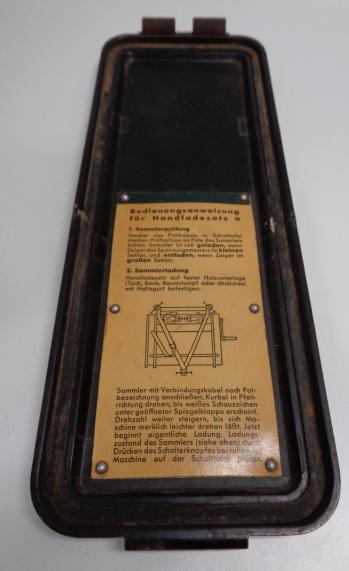 Bedienungsanweisung
für Handladesatz a
1. Sammlerprüfung
Stecker des Prüfkabels in Schalttafel
stecken Prüfspitzen an Pole des Sammlers
halten. Sammler ist voll geladen, wenn
Zeiger des Spannungsmessers im kleinen
Sektor, und entladen, wenn Zeiger im
großen Sektor.
2. Sammlerladung
Handladesatz auf fester Holzunterlage
(Tisch, Bank, Baumstumpf oder ähnliches)
mit Haltegurt befestigen.
Sammler mit Verbindungskabel nach Pol-
bezeichnung anschließen, Kurbel in Pfeil-
richtung drehen, bis weißes Schauzeichen
unter geöffneter Spiegelklappe erscheint.
Drehzahl weiter steigern, bis sich Ma-
schine merklich leichter drehen läßt. Jetzt
beginnt eigentliche Ladung. Ladungs-
zustand des Sammlers (siehe oben) durch
Drücken des Schalterknopfes bei ruhender
Maschine auf der Schalttafel prüfen.